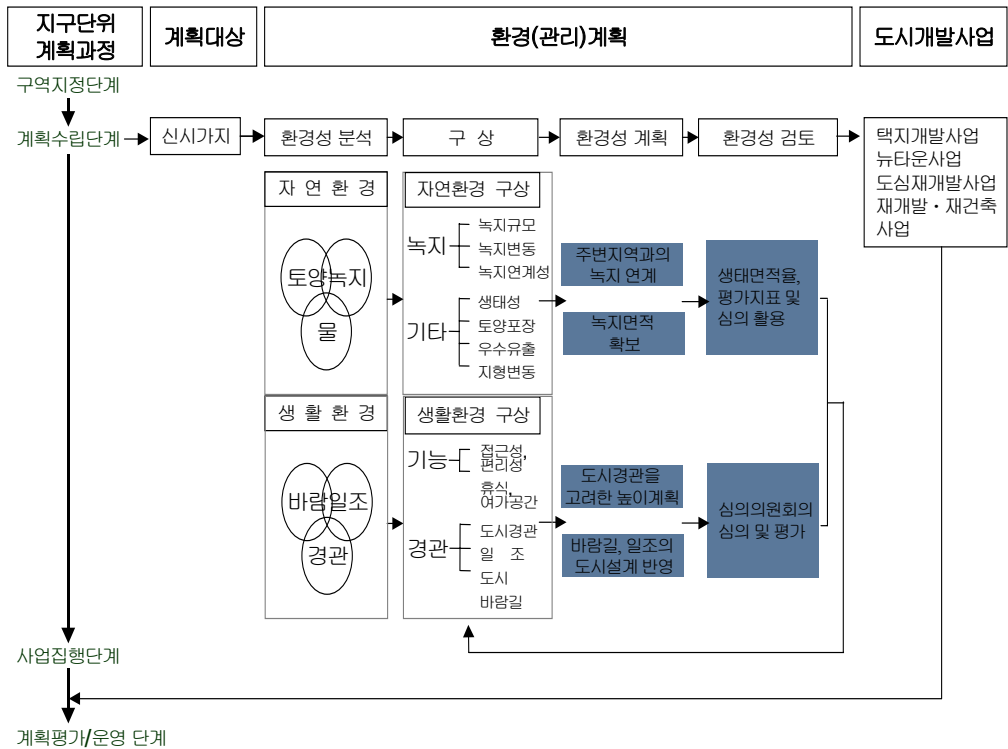 지구단위
계획과정
계획대상
환경(관리)계획
도시개발사업
구역지정단계
계획수립단계
신시가지
환경성 분석
구 상
환경성 계획
환경성 검토
택지개발사업
뉴타운사업
도심재개발사업
재개발・재건축
사업
자 연 환 경
자연환경 구상
토양
녹지
물
녹지
녹지규모
녹지변동
녹지연계성
기타
생태성
토양포장
우수유출
지형변동
주변지역과의
녹지 연계
녹지면적
확보
생태면적율,
평가지표 및
심의 활용
생 활 환 경
생활환경 구상
바람
일조
경관
기능
접근성,
편리성
휴식,
여가공간
경관
도시경관
일 조
도시
바람길
도시경관을
고려한 높이계획
바람길, 일조의
도시설계 반영
심의의원회의
심의 및 평가
사업집행단계
계획평가/운영 단계